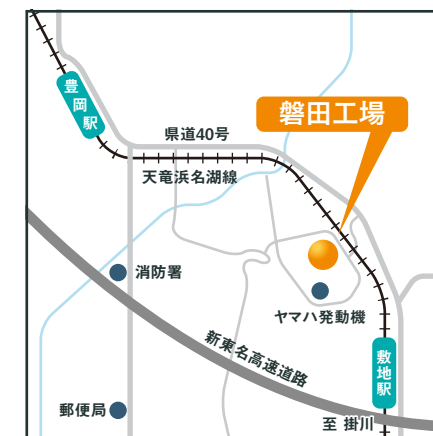 豊岡駅
磐田工場
県道40号
天竜浜名湖線
消防署
ヤマハ発動機
新東名高速道路
敷地駅
郵便局
至 掛川